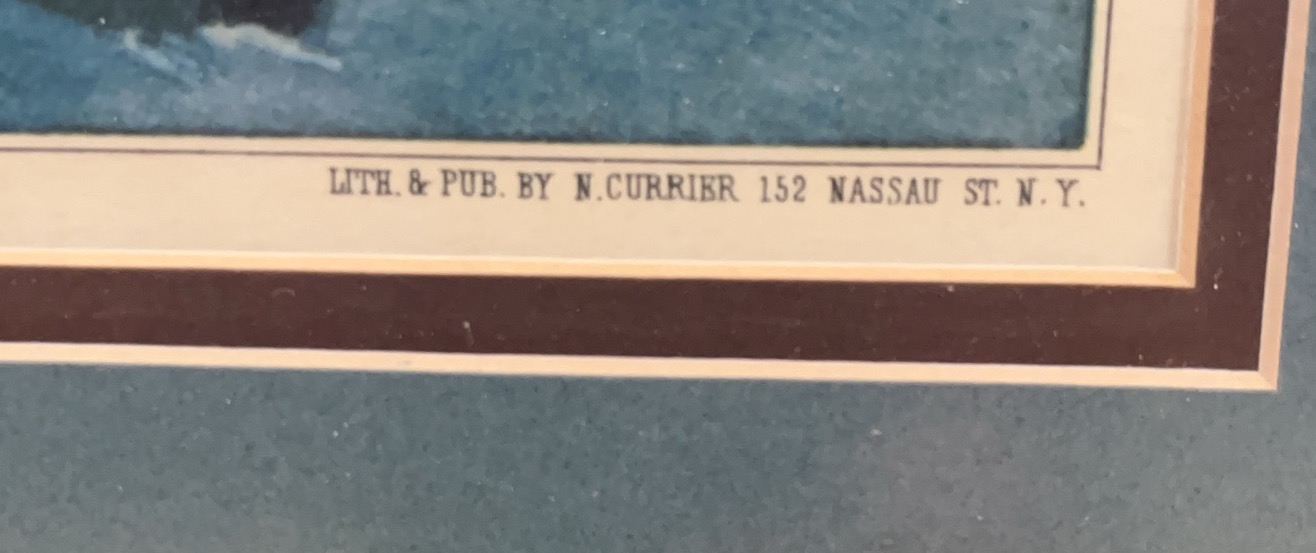 LITH. & PUB. BY N. CURRIER 152 NASSAU ST. N. Y.